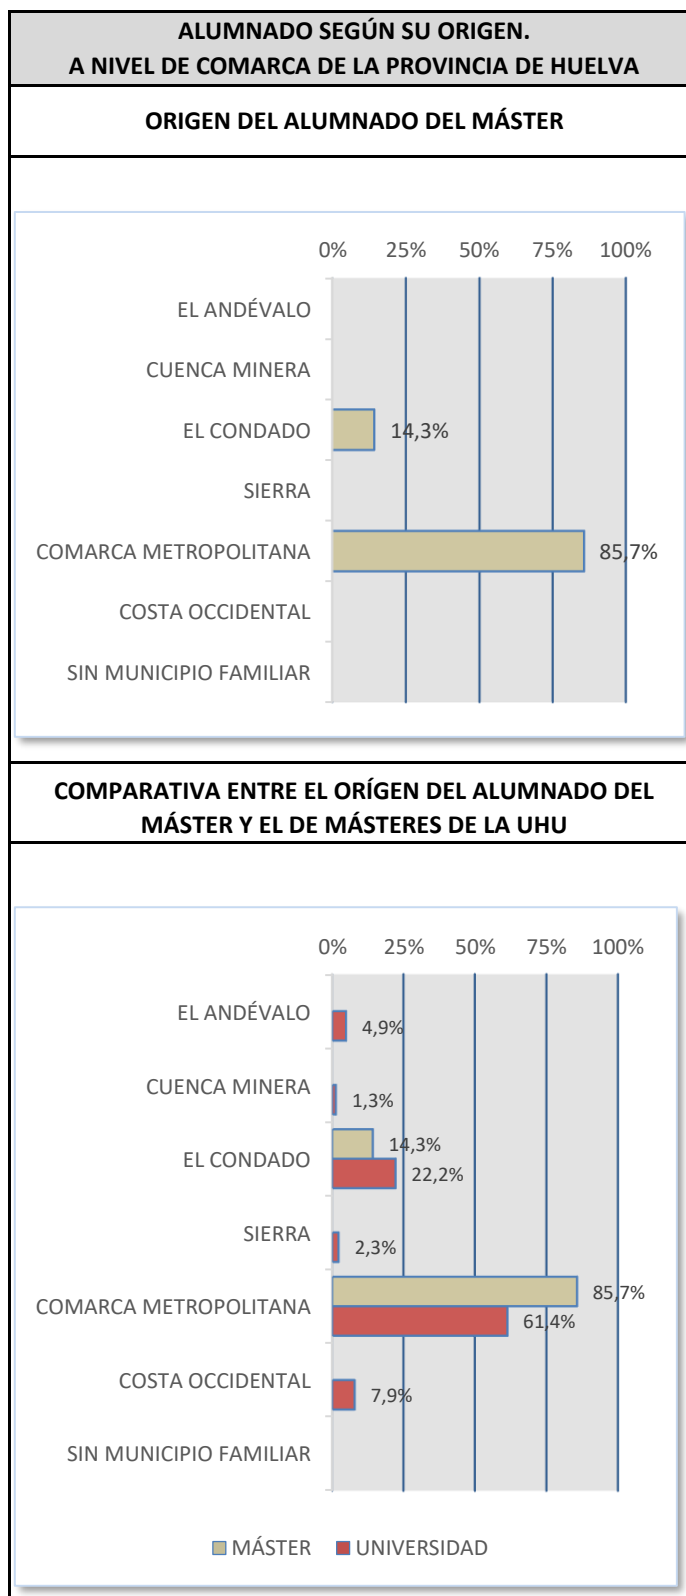 ALUMNADO SEGÚN SU ORIGEN.
A NIVEL DE COMARCA DE LA PROVINCIA DE HUELVA
ORIGEN DEL ALUMNADO DEL MÁSTER
0% 25% 50% 75% 100%
EL ANDÉVALO
CUENCA MINERA
EL CONDADO 14,3%
SIERRA
COMARCA METROPOLITANA 85,7%
COSTA OCCIDENTAL
SIN MUNICIPIO FAMILIAR
COMPARATIVA ENTRE EL ORÍGEN DEL ALUMNADO DEL
MÁSTER Y EL DE MÁSTERES DE LA UHU
0% 25% 50% 75% 100%
EL ANDÉVALO 4,9%
CUENCA MINERA 1,3%
14,3%
EL CONDADO
22,2%
SIERRA 2,3%
85,7%
COMARCA METROPOLITANA
61,4%
COSTA OCCIDENTAL 7,9%
SIN MUNICIPIO FAMILIAR
MÁSTER UNIVERSIDAD